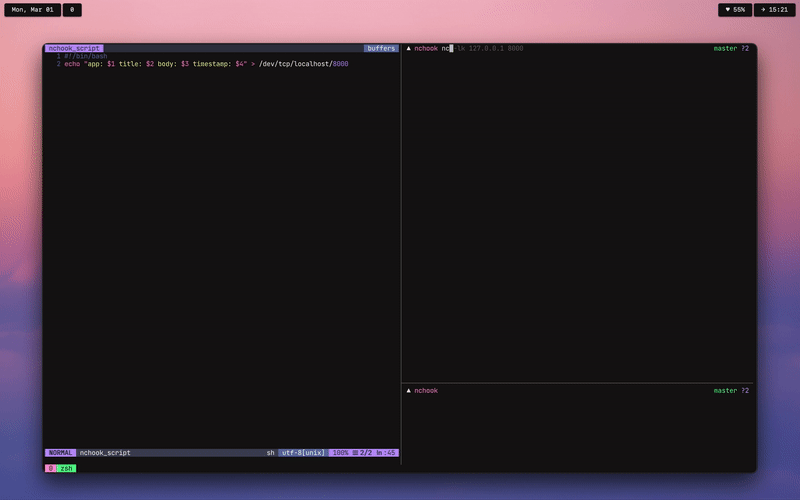 Mon, Mar 01 0 ♥ 55% → 15:21
nchook_script buffers
1 #!/bin/bash
2 echo "app: $1 title: $2 body: $3 timestamp: $4" > /dev/tcp/localhost/8000
NORMAL nchook_script sh utf-8[unix] 100% 2/2 :45
0 zsh
▲ nchook nc -lk 127.0.0.1 8000 master ?2
▲ nchook master ?2